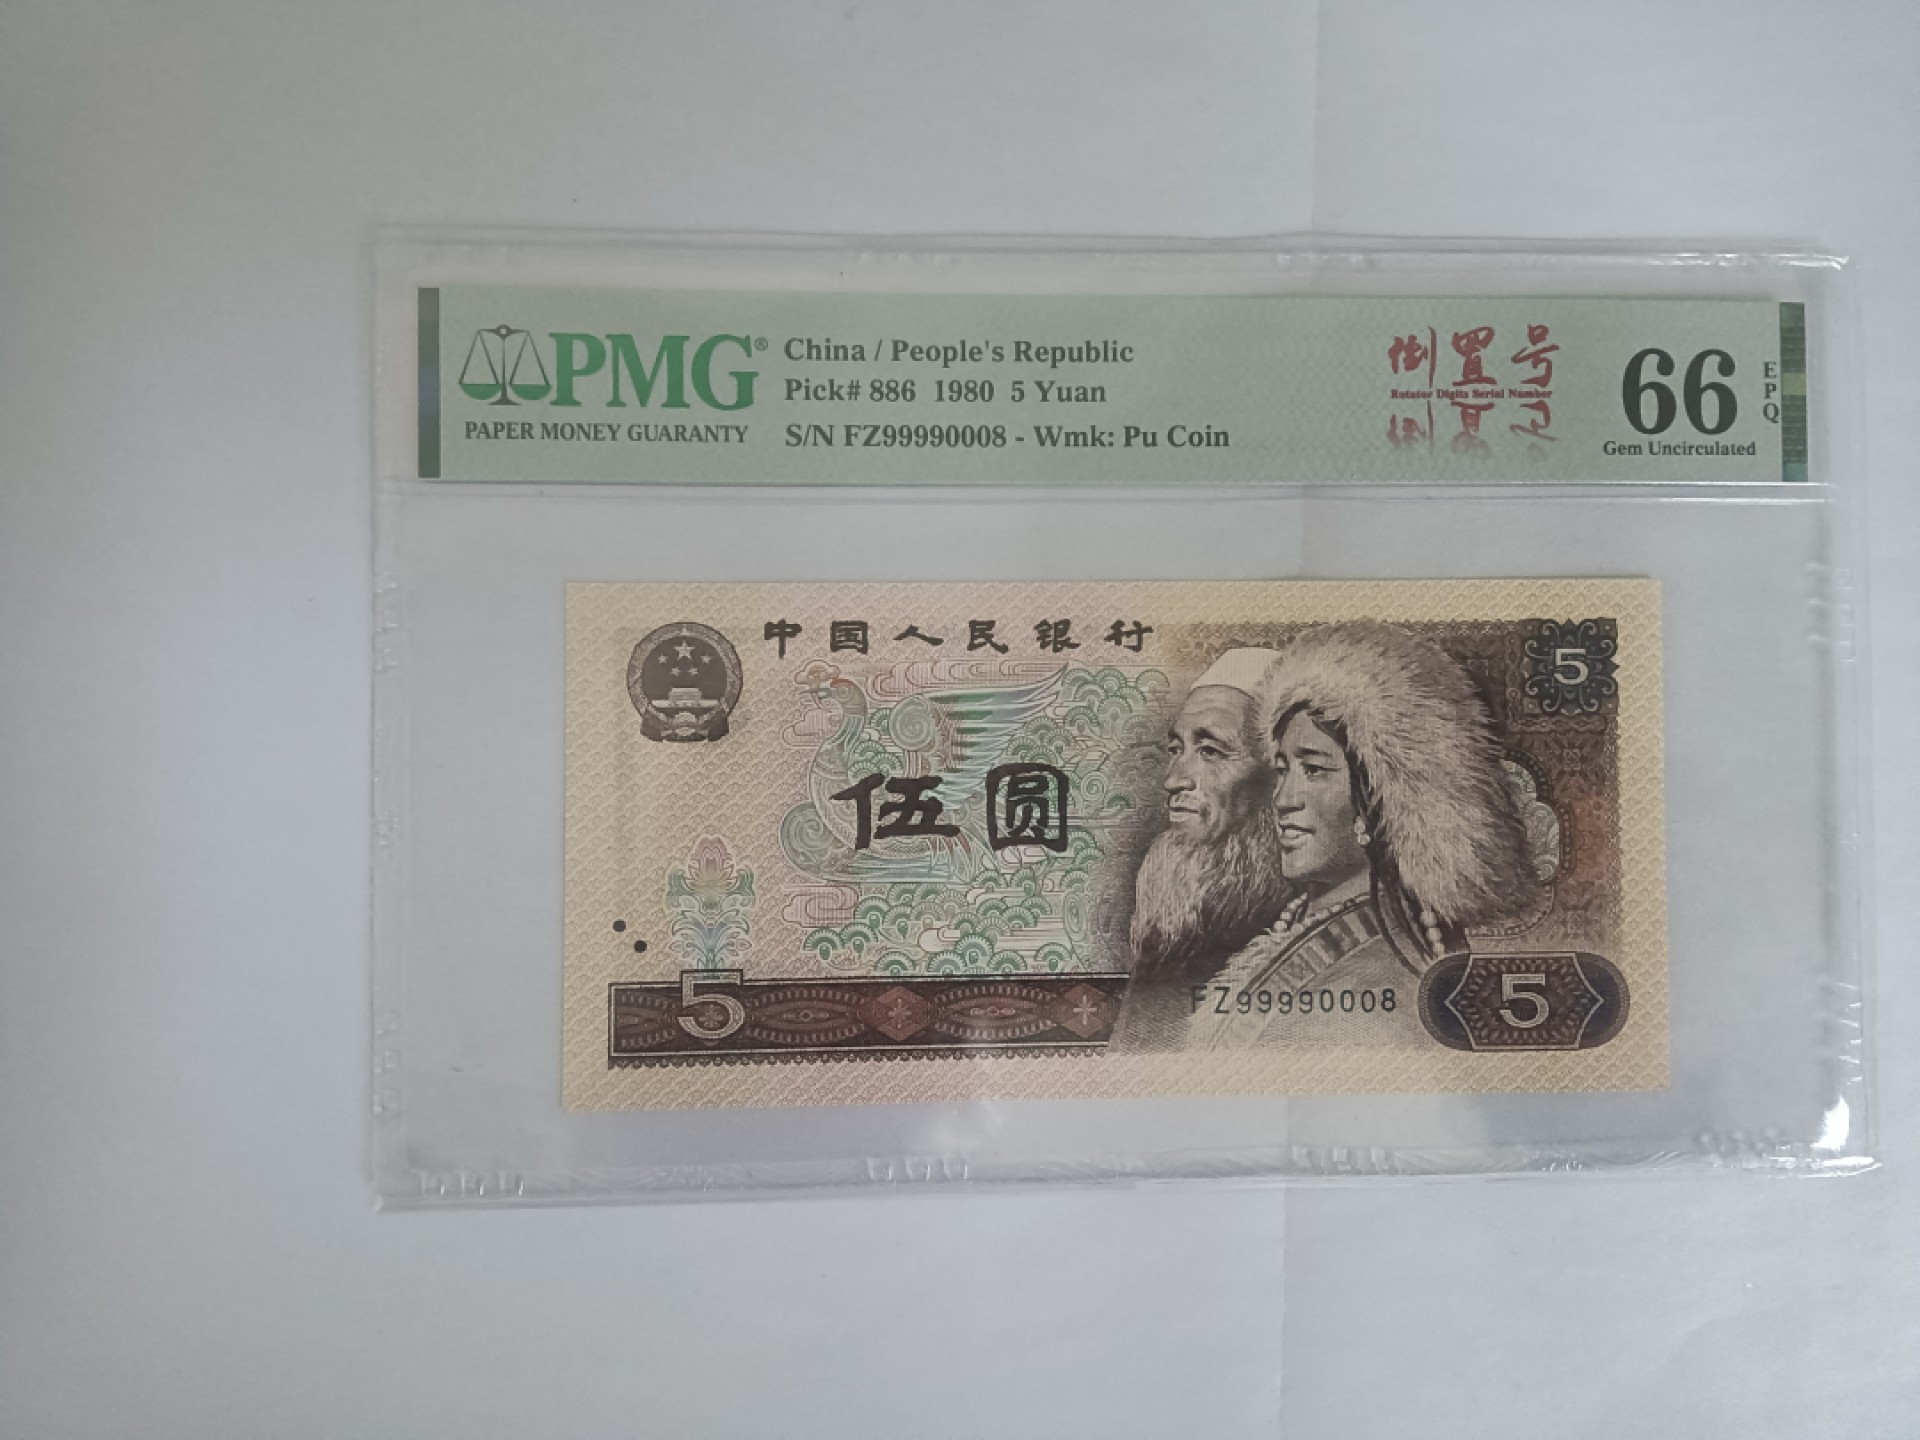 PMG®
PAPER MONEY GUARANTY
China / People's Republic
Pick# 886 1980 5 Yuan
S/N FZ99990008 - Wmk: Pu Coin
倒置号
Rotator Digits Serial Number
66
EPQ
Gem Uncirculated
中国人民银行
5
伍圆
5
FZ99990008
5